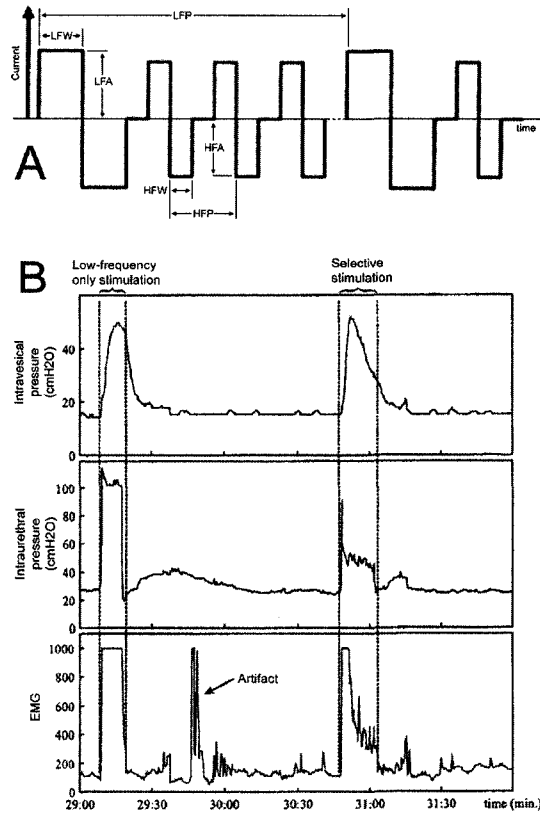 LFP
LFW
Current
LFA
HFA
time
A
HFW
HFP
B
Low-frequency
only stimulation
Selective
stimulation
Intravesical
pressure
(cmH2O)
40
20
0
Intraurethral
pressure
(cmH2O)
100
80
60
40
20
0
EMG
1000
800
600
400
200
0
Artifact
29:00 29:30 30:00 30:30 31:00 31:30 time (min.)